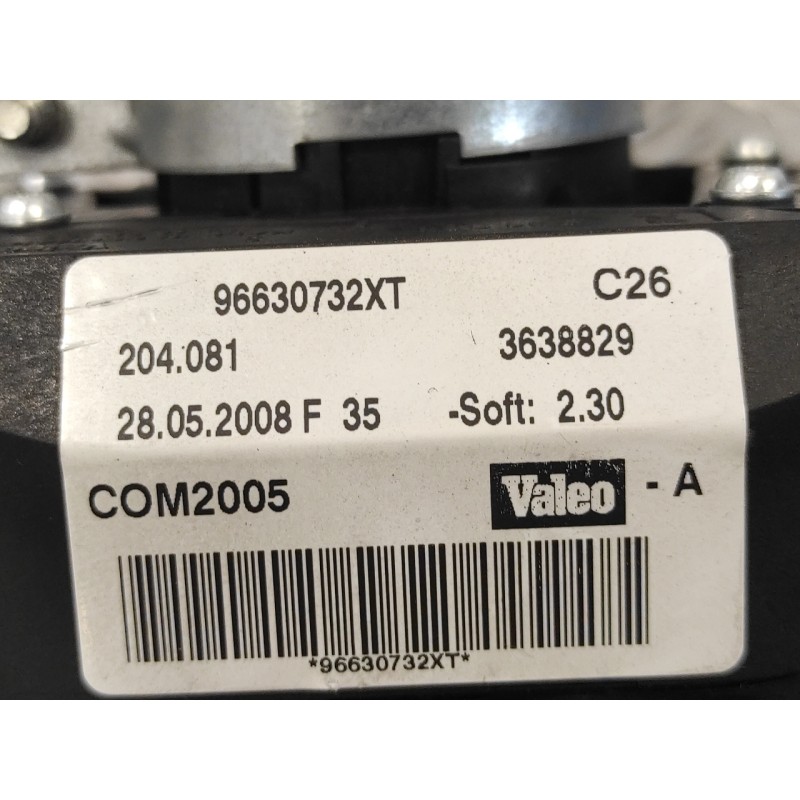 96630732XT C26
204.081 3638829
28.05.2008 F 35 -Soft: 2.30
COM2005 Valeo - A
*96630732XT*